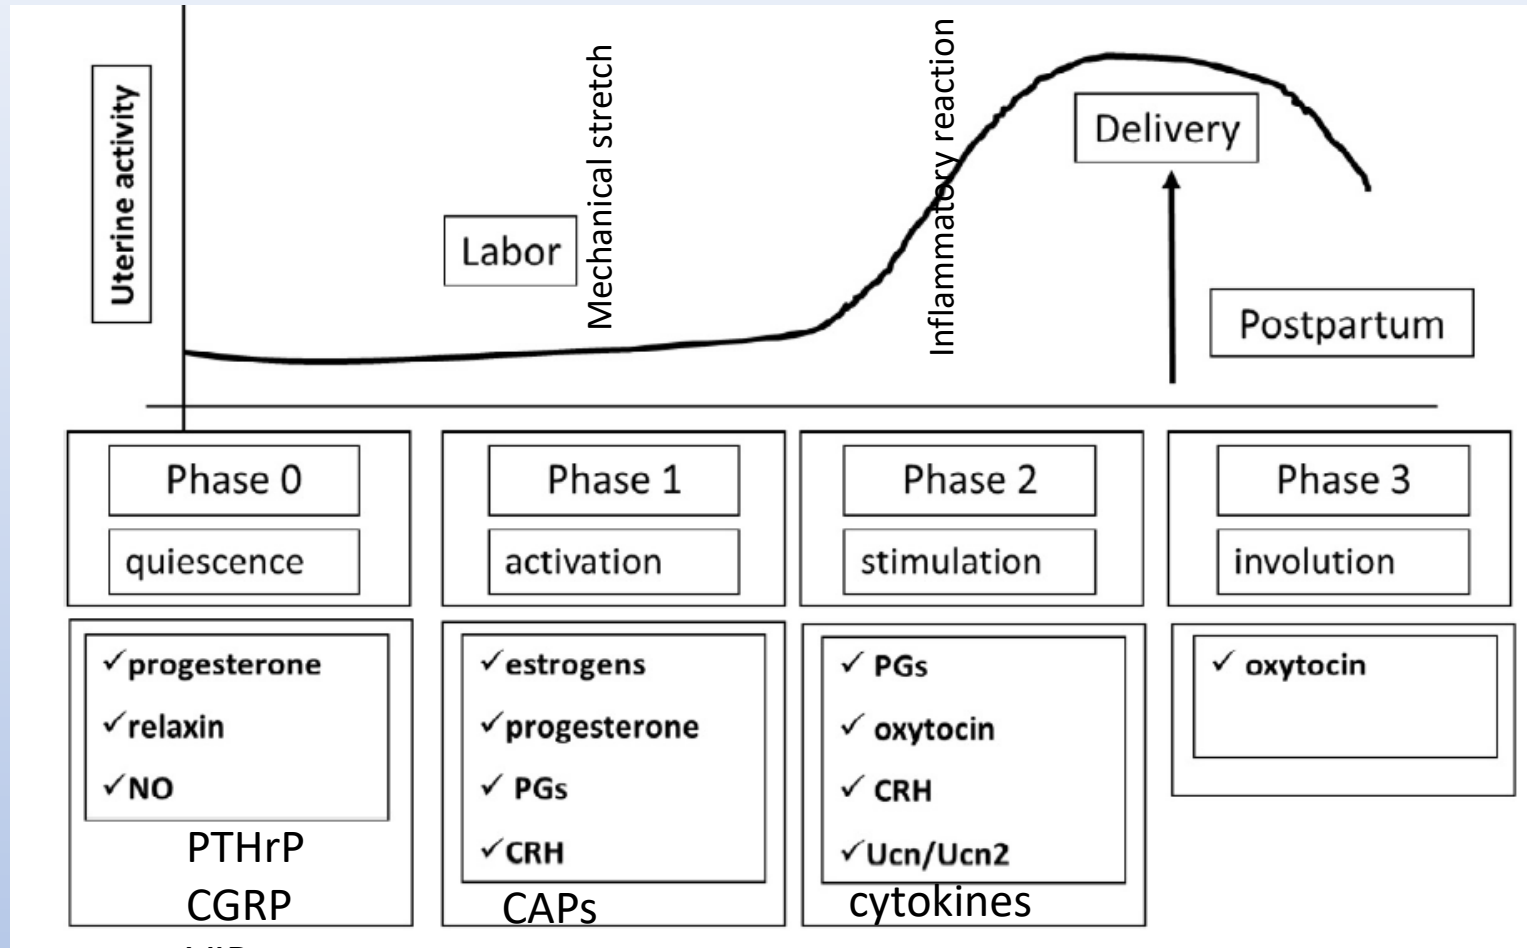 Uterine activity
Labor
Mechanical stretch
Inflammatory reaction
Delivery
Postpartum
Phase 0
quiescence
✓progesterone
✓relaxin
✓NO
PTHrP
CGRP
Phase 1
activation
✓estrogens
✓progesterone
✓ PGs
✓CRH
CAPs
Phase 2
stimulation
✓ PGs
✓ oxytocin
✓ CRH
✓Ucn/Ucn2
cytokines
Phase 3
involution
✓ oxytocin